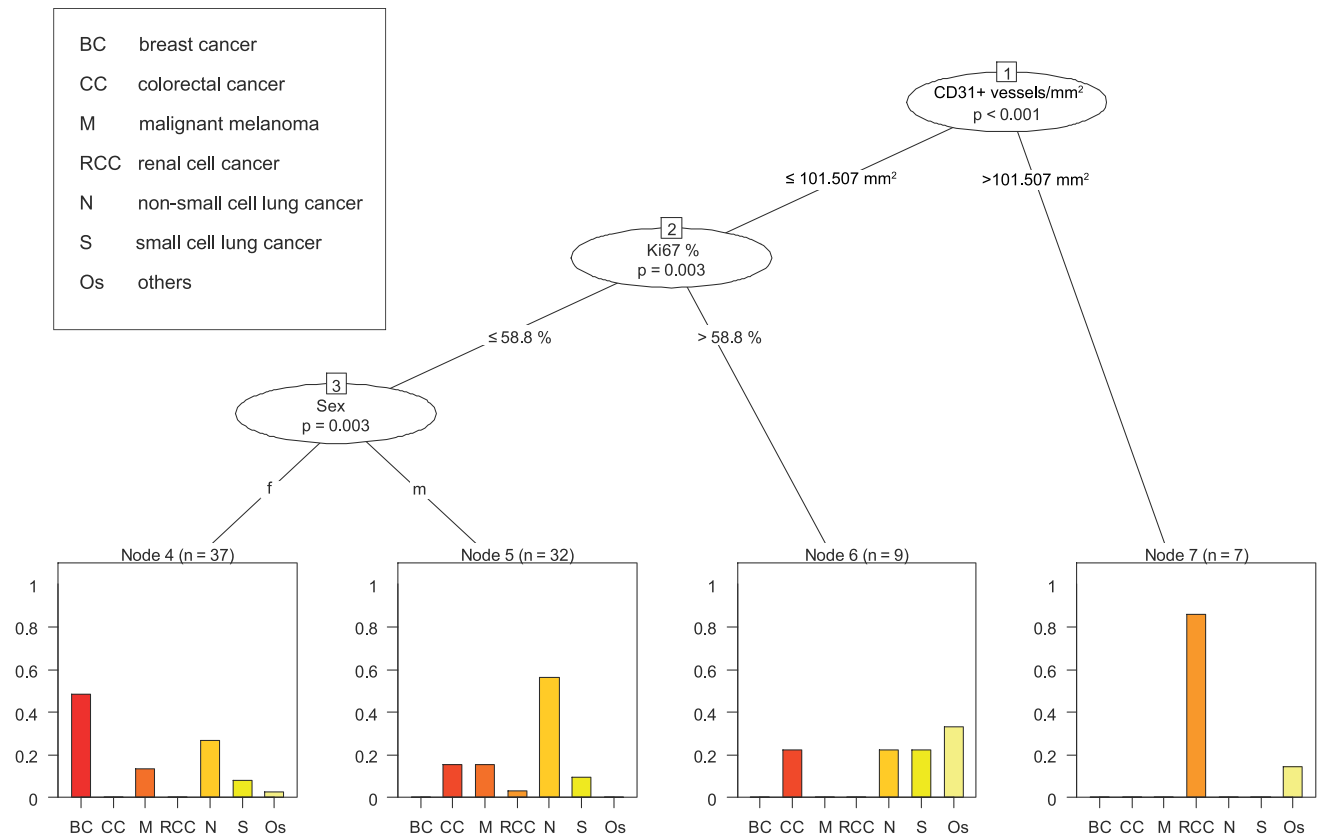 BC breast cancer
CC colorectal cancer
M malignant melanoma
RCC renal cell cancer
N non-small cell lung cancer
S small cell lung cancer
Os others
1
CD31+ vessels/mm²
p < 0.001
≤ 101.507 mm²
>101.507 mm²
2
Ki67 %
p = 0.003
≤ 58.8 %
> 58.8 %
3
Sex
p = 0.003
f
m
Node 4 (n = 37)
1
0.8
0.6
0.4
0.2
0
BC CC M RCC N S Os
Node 5 (n = 32)
1
0.8
0.6
0.4
0.2
0
BC CC M RCC N S Os
Node 6 (n = 9)
1
0.8
0.6
0.4
0.2
0
BC CC M RCC N S Os
Node 7 (n = 7)
1
0.8
0.6
0.4
0.2
0
BC CC M RCC N S Os